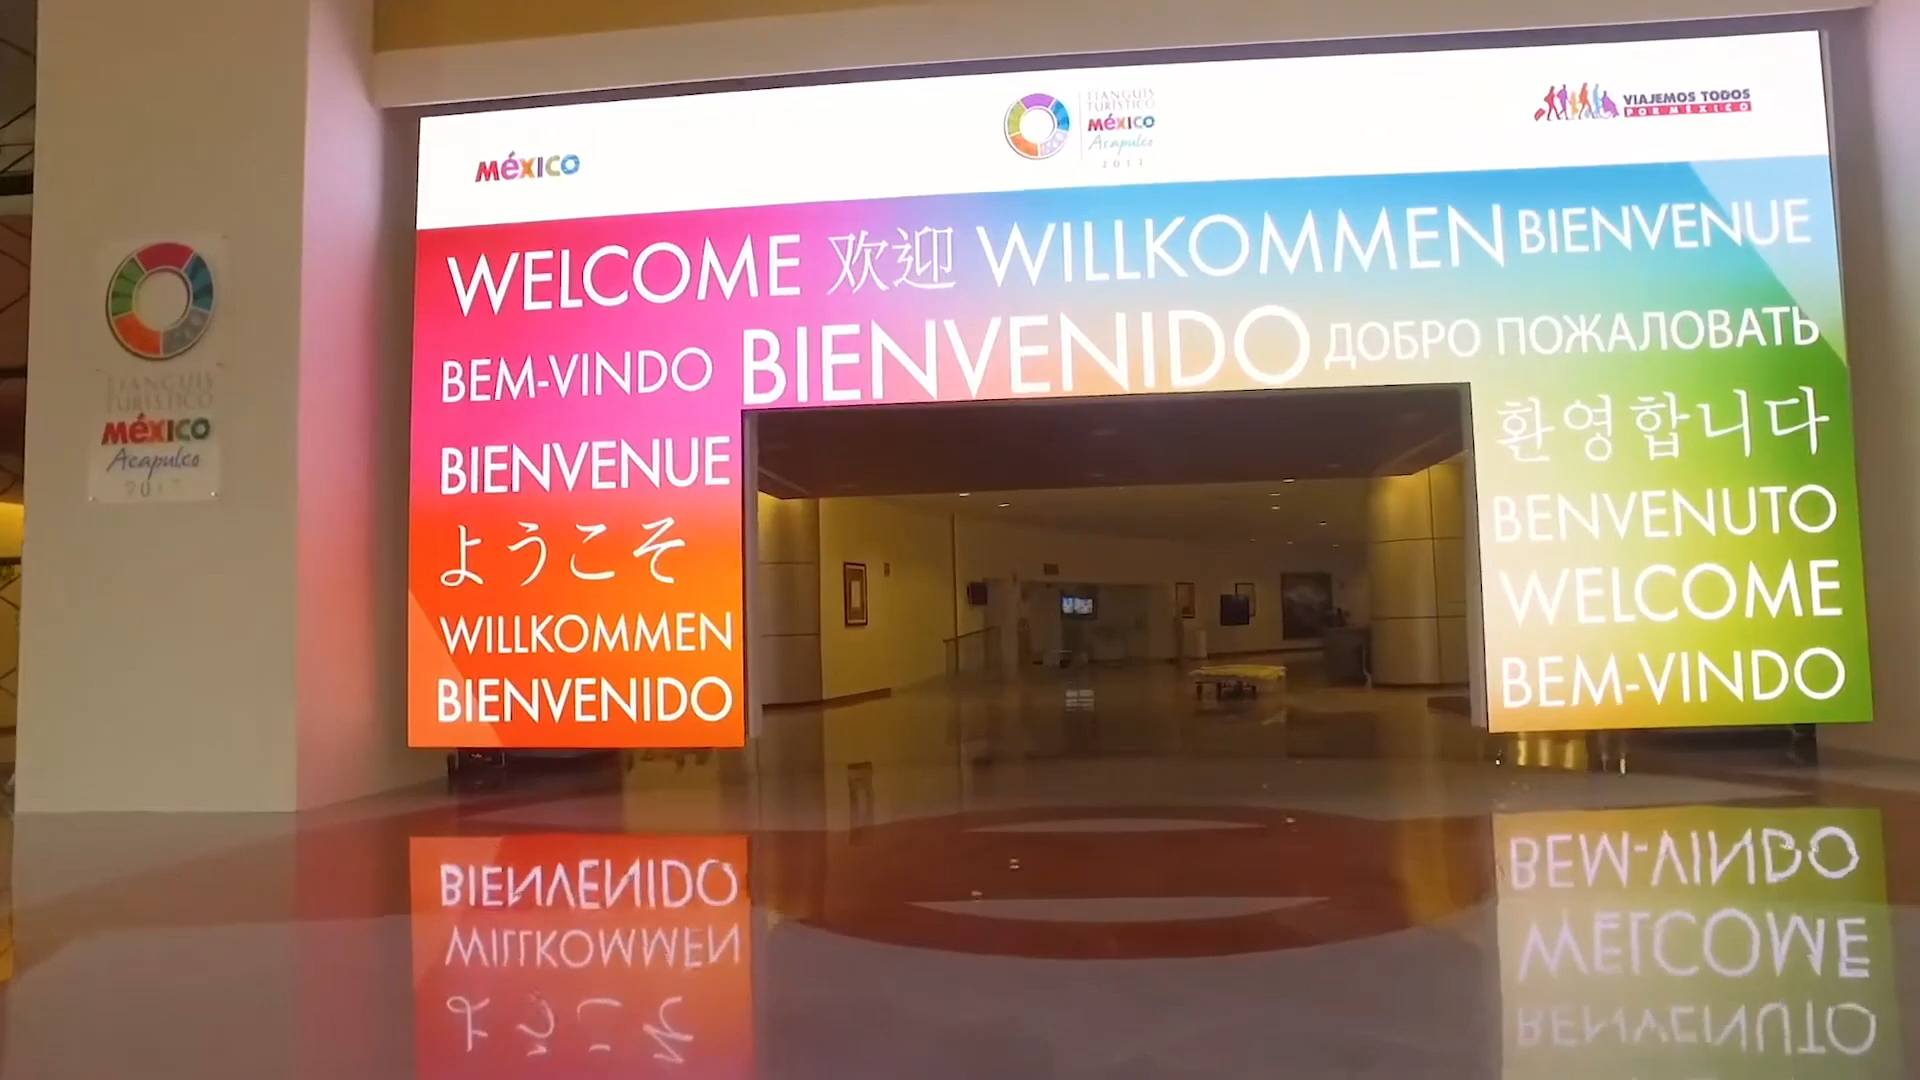 MéxICO
TIANGUIS
TURÍSTICO
MéxICO
Acapulco
2017
VIAJEMOS TODOS
POR MÉXICO
WELCOME 欢迎 WILLKOMMEN BIENVENUE
BEM-VINDO BIENVENIDO ДОБРО ПОЖАЛОВАТЬ
BIENVENUE
ようこそ
WILLKOMMEN
BIENVENIDO
환영합니다
BENVENUTO
WELCOME
BEM-VINDO
TIANGUIS
TURÍSTICO
MéxICO
Acapulco
2017